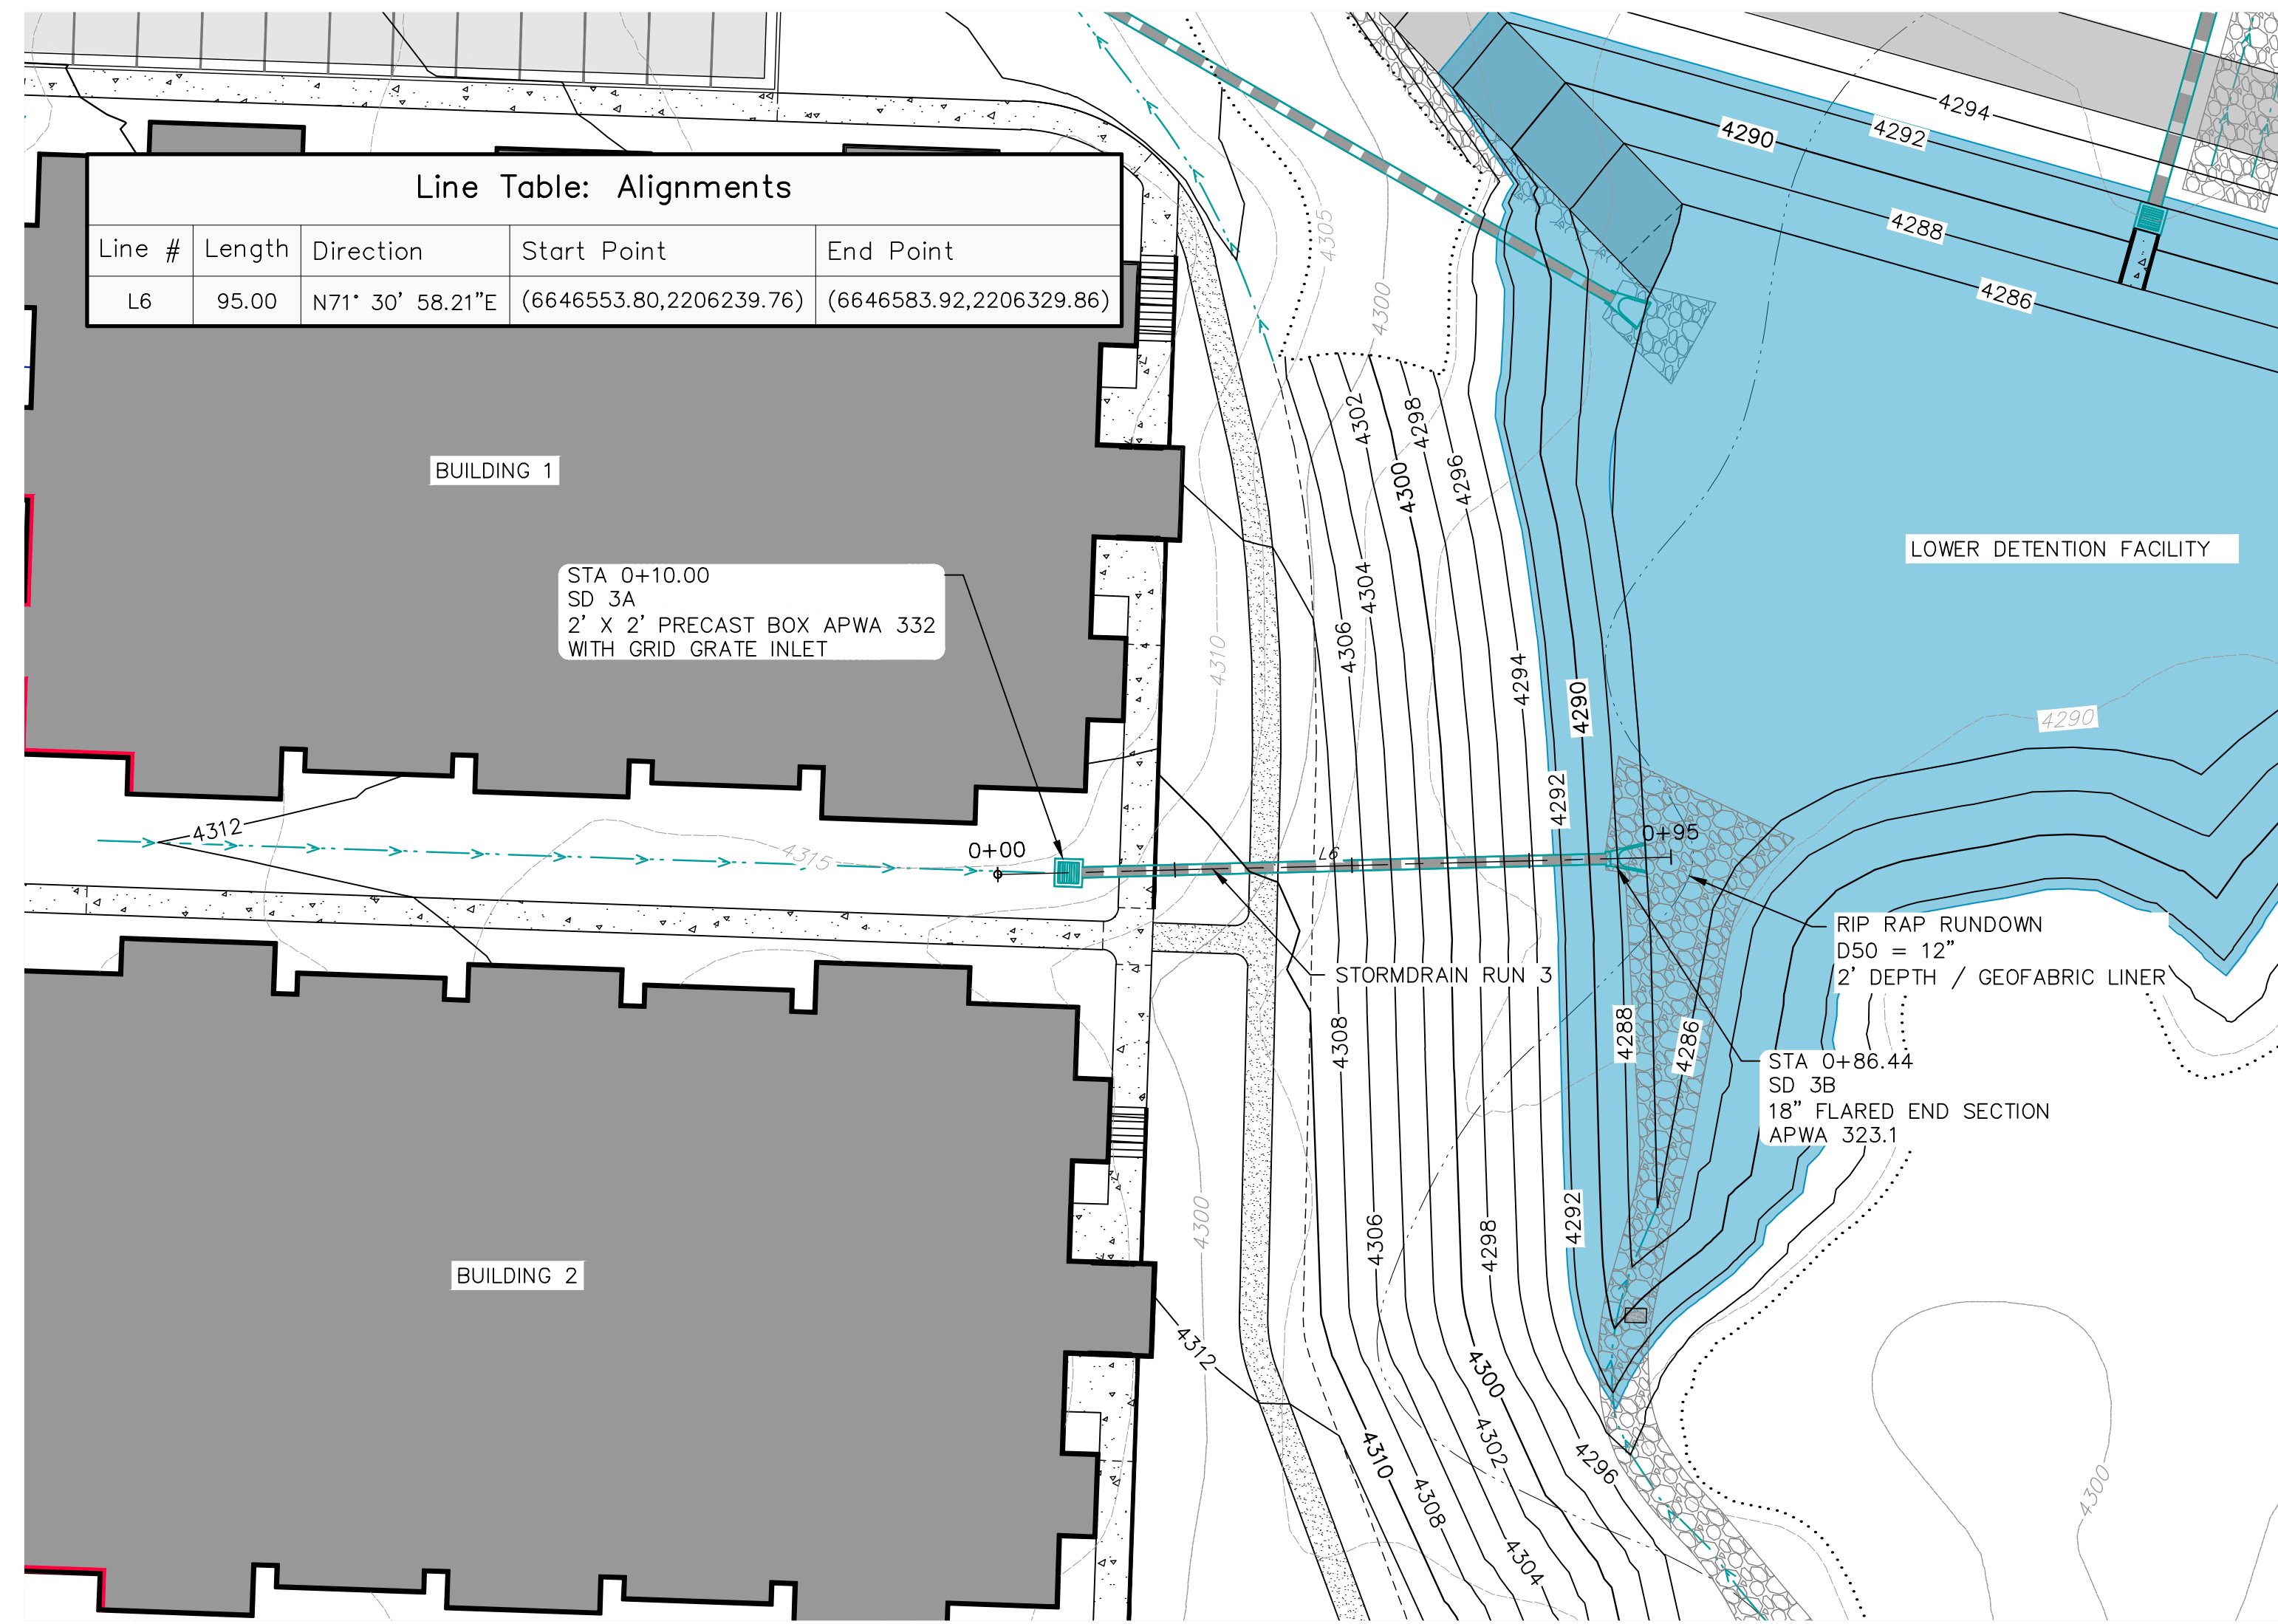 4294
4292
4290
4305
4288
4300
4286
Line Table: Alignments
Line # Length Direction Start Point End Point
L6 95.00 N71° 30' 58.21"E (6646553.80,2206239.76) (6646583.92,2206329.86)
BUILDING 1
4302
4298
4300
4296
LOWER DETENTION FACILITY
STA 0+10.00
SD 3A
2' X 2' PRECAST BOX APWA 332
WITH GRID GRATE INLET
4304
4306
4310
4294
4290
4290
4292
4312
4315
0+00
L6
0+95
RIP RAP RUNDOWN
D50 = 12"
2' DEPTH / GEOFABRIC LINER
STORMDRAIN RUN 3
4308
4288
4286
STA 0+86.44
SD 3B
18" FLARED END SECTION
APWA 323.1
4300
4306
4298
4292
BUILDING 2
4312
4300
4302
4296
4310
4308
4304
4300